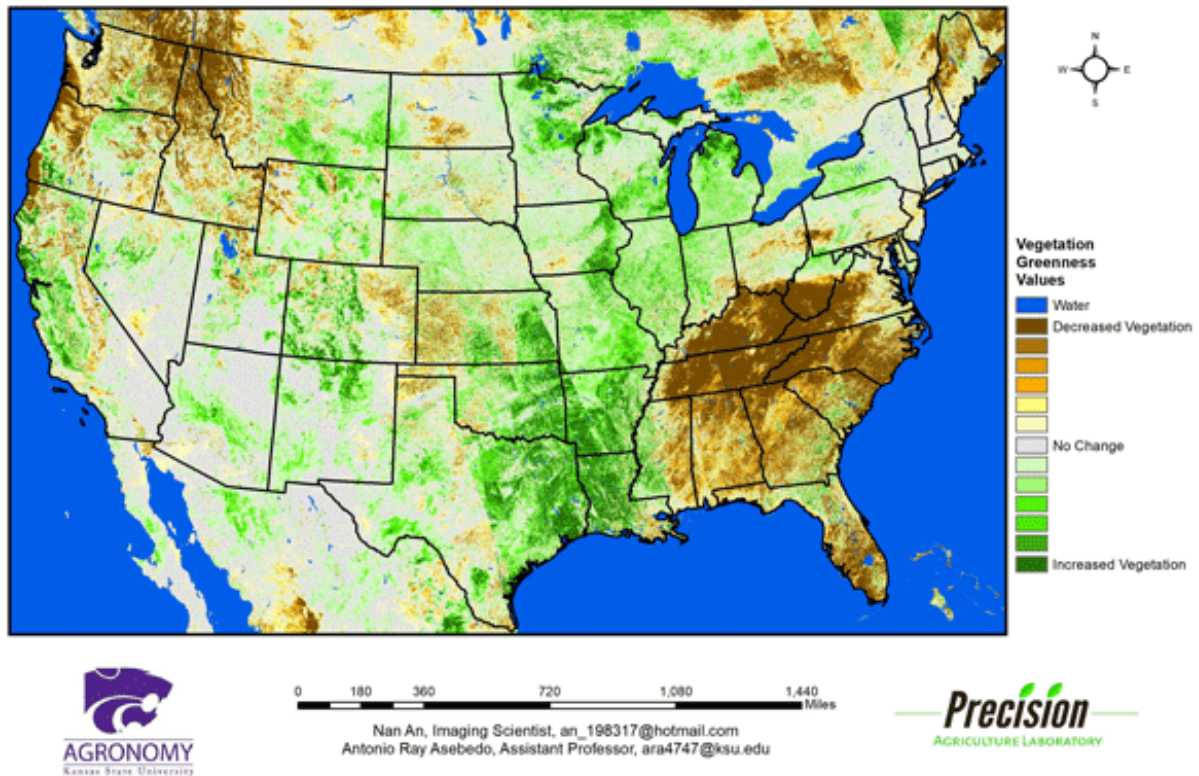 N
W E
S
Vegetation
Greenness
Values
Water
Decreased Vegetation
No Change
Increased Vegetation
0 180 360 720 1,080 1,440
Miles
Nan An, Imaging Scientist, an_198317@hotmail.com
Antonio Ray Asebedo, Assistant Professor, ara4747@ksu.edu
AGRONOMY
Kansas State University
Precision
AGRICULTURE LABORATORY